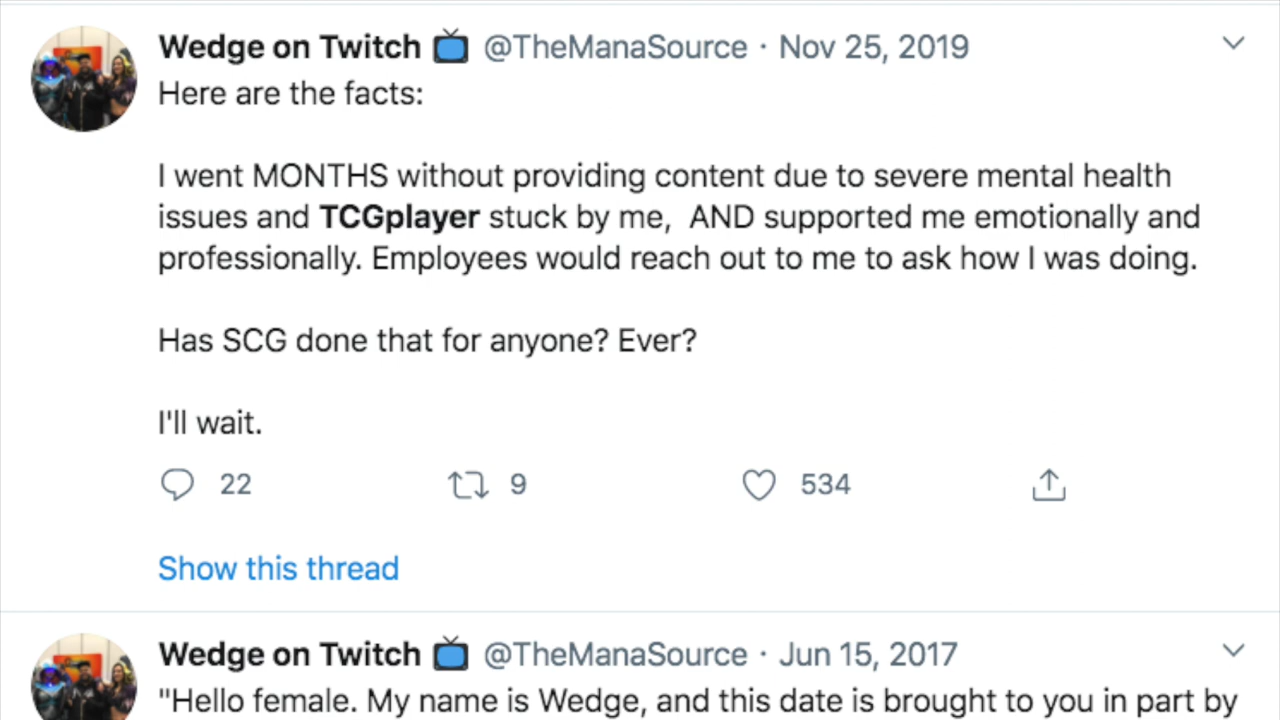 Wedge on Twitch 📺 @TheManaSource · Nov 25, 2019
Here are the facts:
I went MONTHS without providing content due to severe mental health
issues and TCGplayer stuck by me,  AND supported me emotionally and
professionally. Employees would reach out to me to ask how I was doing.
Has SCG done that for anyone? Ever?
I'll wait.
22 9 534
Show this thread
Wedge on Twitch 📺 @TheManaSource · Jun 15, 2017
"Hello female. My name is Wedge, and this date is brought to you in part by